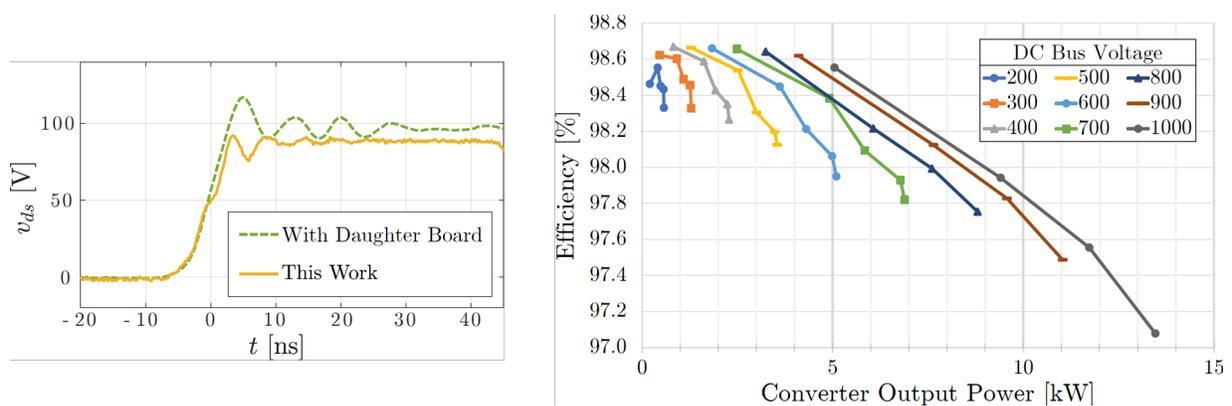 100
50
0
v_ds [V]
With Daughter Board
This Work
- 20 - 10 0 10 20 30 40
t [ns]
98.8
98.6
98.4
98.2
98.0
97.8
97.6
97.4
97.2
97.0
Efficiency [%]
DC Bus Voltage
200 500 800
300 600 900
400 700 1000
0 5 10 15
Converter Output Power [kW]